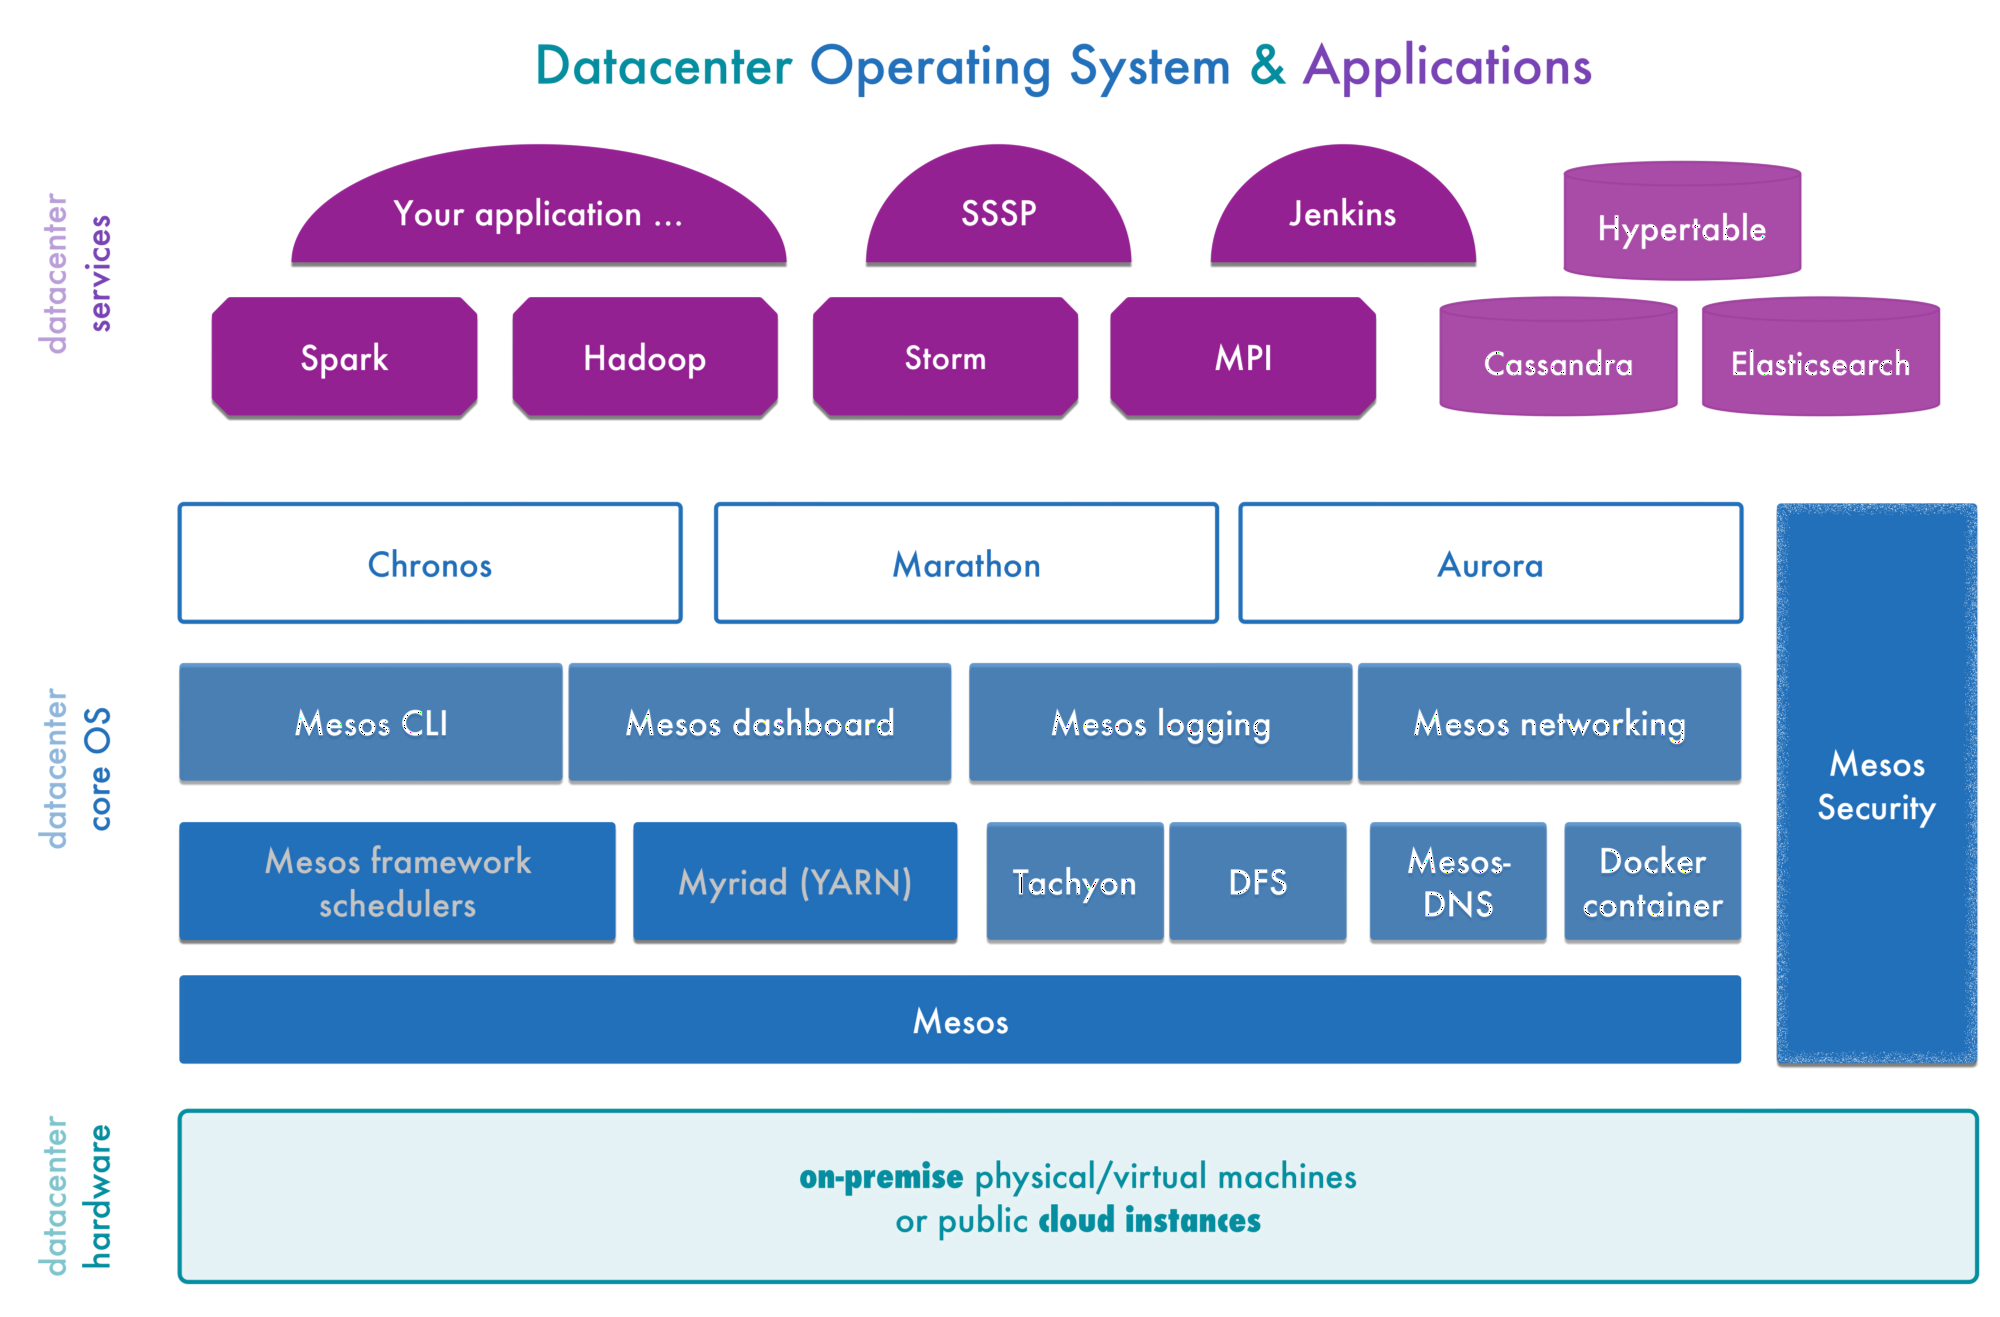 Datacenter Operating System & Applications
datacenter
services
Your application ...
SSSP
Jenkins
Hypertable
Spark
Hadoop
Storm
MPI
Cassandra
Elasticsearch
datacenter
core OS
Chronos
Marathon
Aurora
Mesos CLI
Mesos dashboard
Mesos logging
Mesos networking
Mesos
Security
Mesos framework
schedulers
Myriad (YARN)
Tachyon
DFS
Mesos-
DNS
Docker
container
Mesos
datacenter
hardware
on-premise physical/virtual machines
or public cloud instances